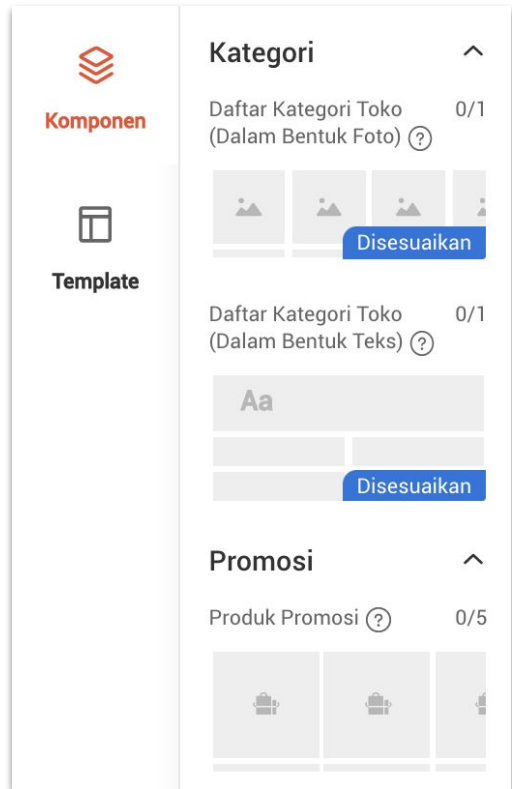 Komponen
Template
Kategori
Daftar Kategori Toko 0/1
(Dalam Bentuk Foto) ?
Disesuaikan
Daftar Kategori Toko 0/1
(Dalam Bentuk Teks) ?
Aa
Disesuaikan
Promosi
Produk Promosi ? 0/5